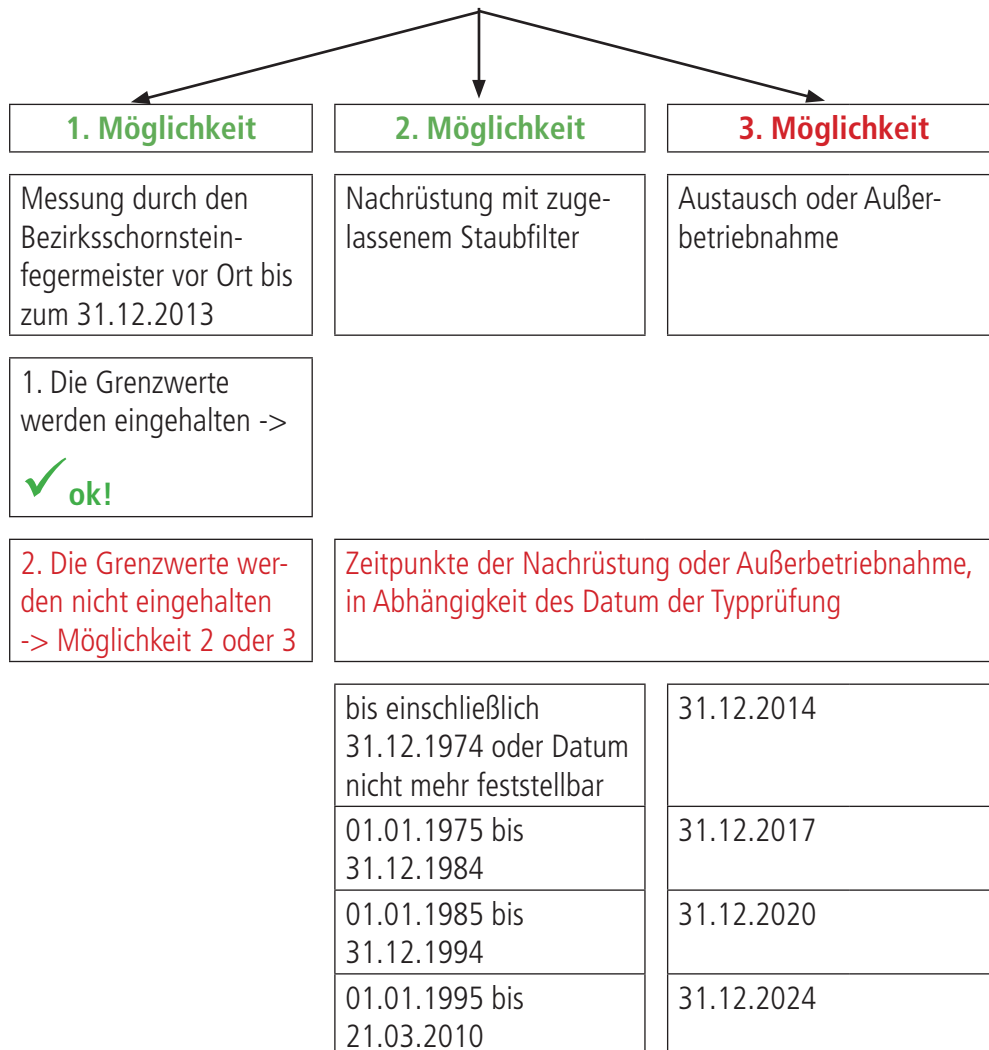 1. Möglichkeit
2. Möglichkeit
3. Möglichkeit
Messung durch den
Bezirksschornstein-
fegermeister vor Ort bis
zum 31.12.2013
Nachrüstung mit zuge-
lassenem Staubfilter
Austausch oder Außer-
betriebnahme
1. Die Grenzwerte
werden eingehalten ->
✓ ok!
2. Die Grenzwerte wer-
den nicht eingehalten
-> Möglichkeit 2 oder 3
Zeitpunkte der Nachrüstung oder Außerbetriebnahme,
in Abhängigkeit des Datum der Typprüfung
bis einschließlich
31.12.1974 oder Datum
nicht mehr feststellbar
31.12.2014
01.01.1975 bis
31.12.1984
31.12.2017
01.01.1985 bis
31.12.1994
31.12.2020
01.01.1995 bis
21.03.2010
31.12.2024